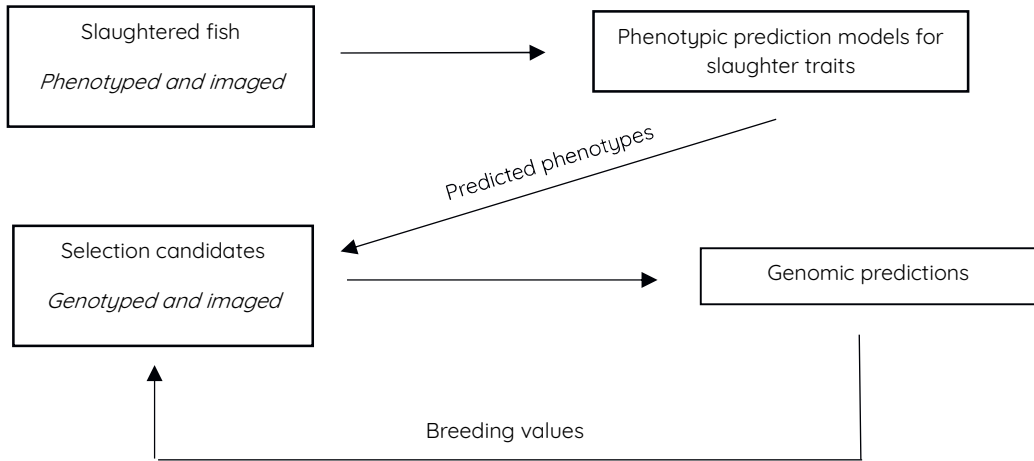 Slaughtered fish
Phenotyped and imaged
Phenotypic prediction models for
slaughter traits
Predicted phenotypes
Selection candidates
Genotyped and imaged
Genomic predictions
Breeding values